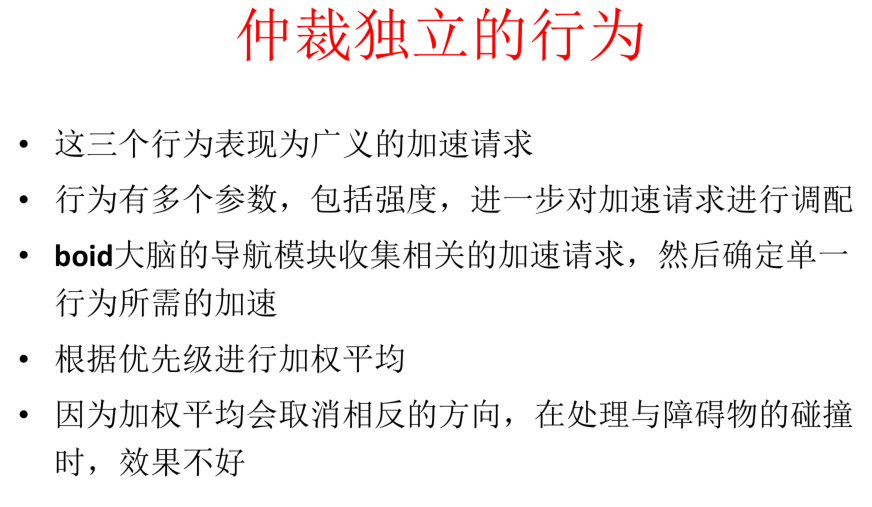 仲裁独立的行为
• 这三个行为表现为广义的加速请求
• 行为有多个参数，包括强度，进一步对加速请求进行调配
• boid大脑的导航模块收集相关的加速请求，然后确定单一
行为所需的加速
• 根据优先级进行加权平均
• 因为加权平均会取消相反的方向，在处理与障碍物的碰撞
时，效果不好